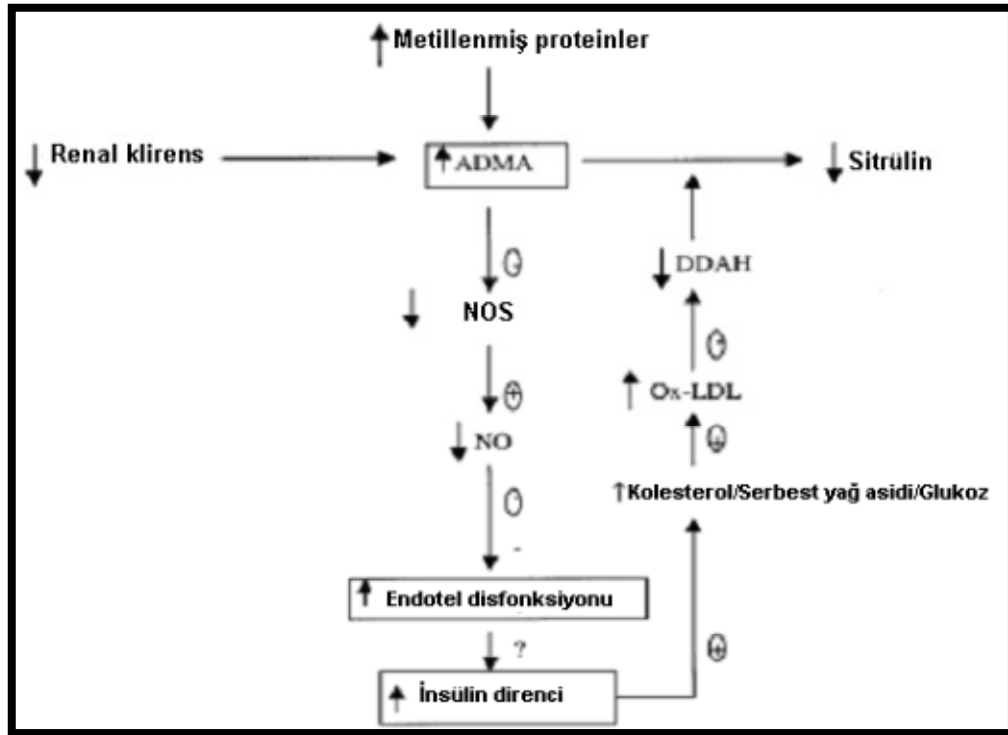 ↑ Metillenmiş proteinler
↓ Renal klirens
↑ ADMA
↓ Sitrülin
↓ DDAH
↓ NOS
↑ Ox-LDL
↓ NO
↑Kolesterol/Serbest yağ asidi/Glukoz
↑ Endotel disfonksiyonu
?
↑ İnsülin direnci